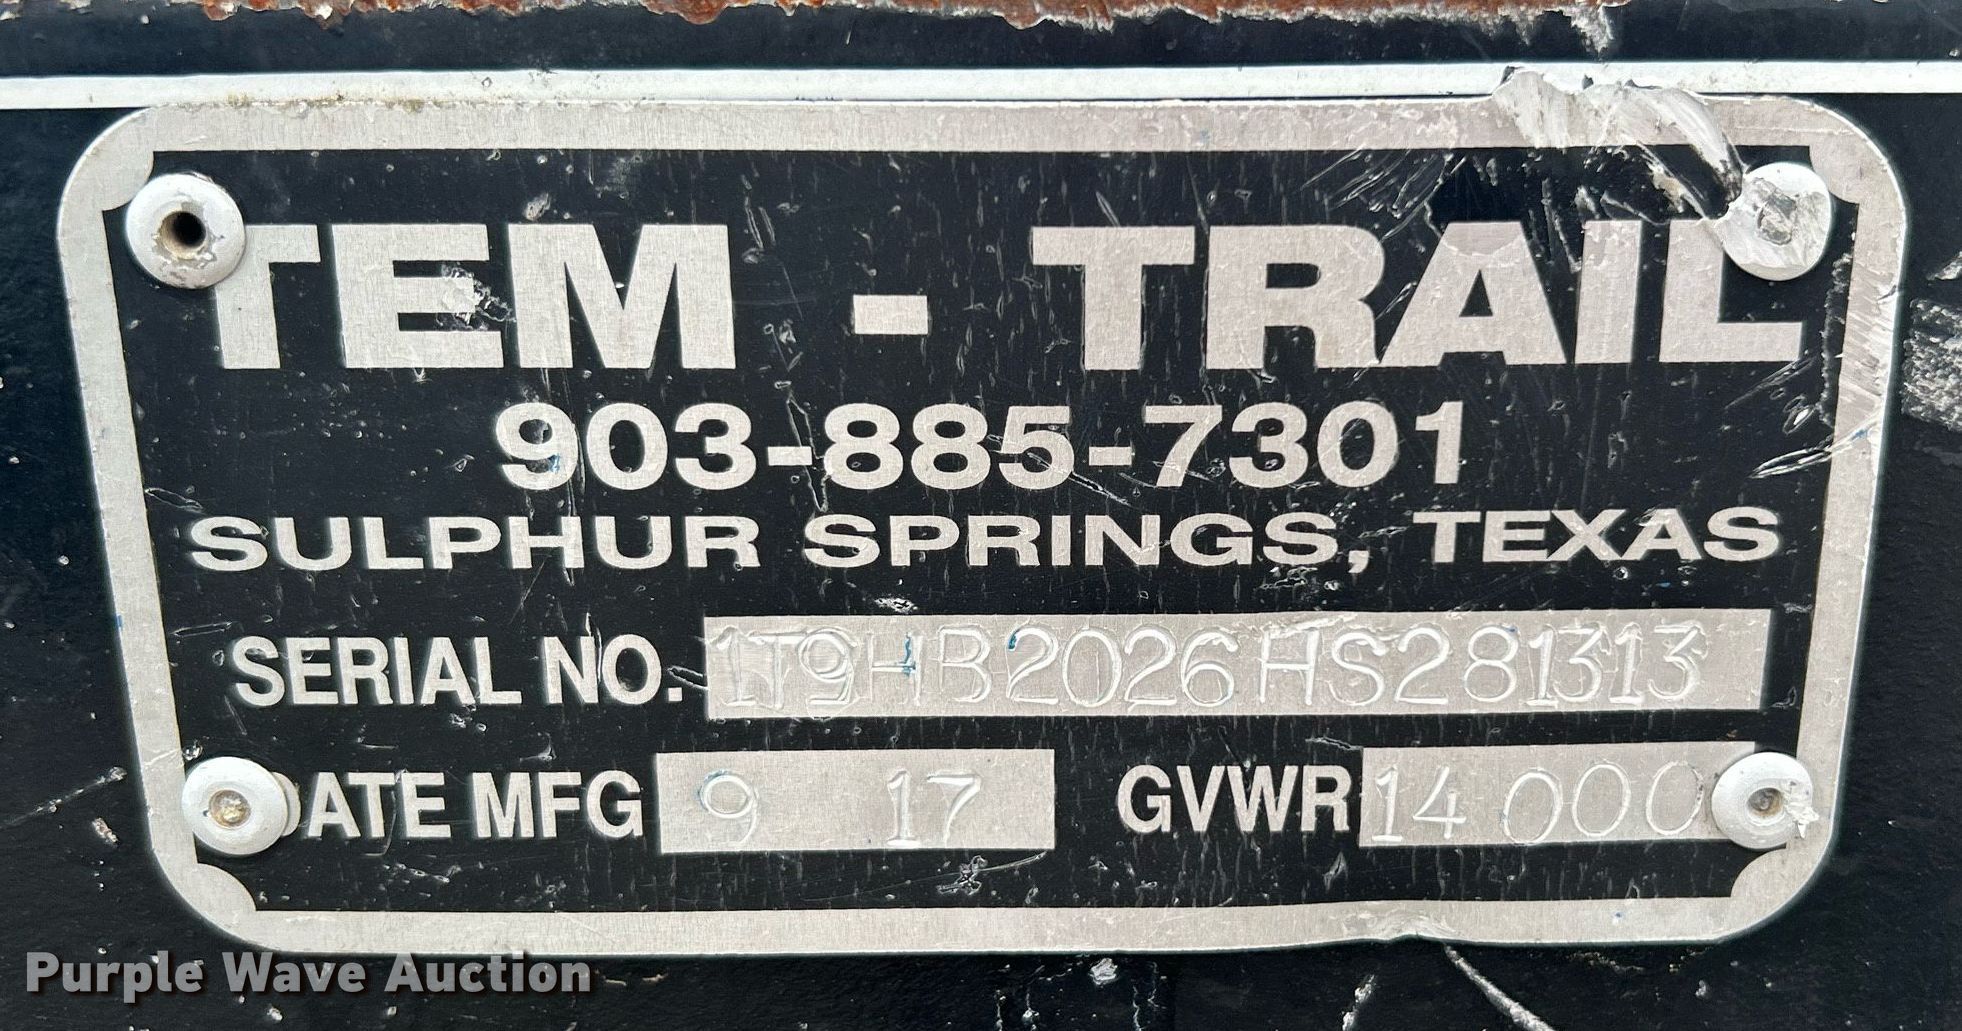 TEM - TRAIL
903-885-7301
SULPHUR SPRINGS, TEXAS
SERIAL NO. 1T9HB2026HS281313
DATE MFG 9 17 GVWR 14 000
Purple Wave Auction